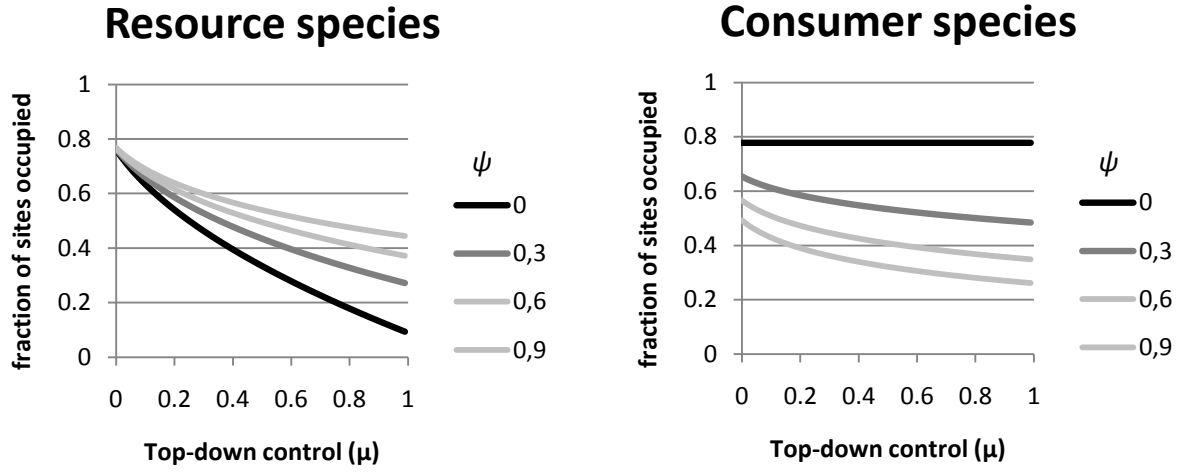 Resource species
fraction of sites occupied
1
0.8
0.6
0.4
0.2
0
0 0.2 0.4 0.6 0.8 1
Top-down control (µ)
ψ
0
0,3
0,6
0,9
Consumer species
fraction of sites occupied
1
0.8
0.6
0.4
0.2
0
0 0.2 0.4 0.6 0.8 1
Top-down control (µ)
ψ
0
0,3
0,6
0,9